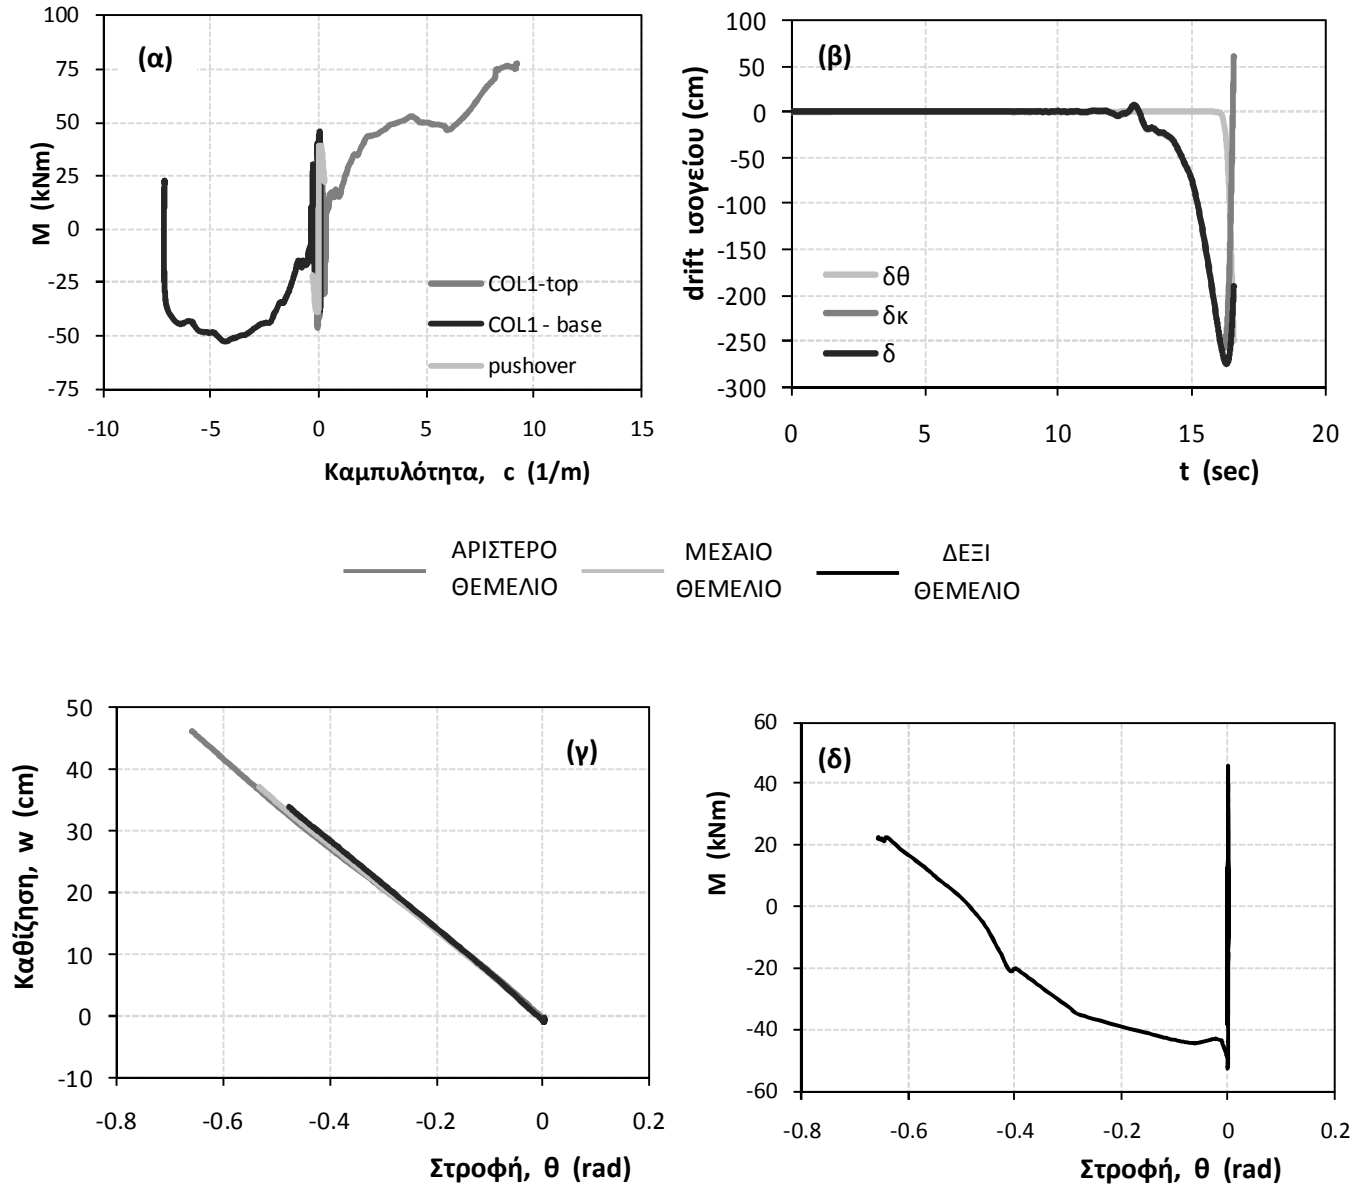 (α)
M (kNm)
100
75
50
25
0
-25
-50
-75
COL1-top
COL1 - base
pushover
-10 -5 0 5 10 15
Καμπυλότητα, c (1/m)
(β)
drift ισογείου (cm)
100
50
0
-50
-100
-150
-200
-250
-300
δθ
δκ
δ
0 5 10 15 20
t (sec)
ΑΡΙΣΤΕΡΟ ΜΕΣΑΙΟ ΔΕΞΙ
ΘΕΜΕΛΙΟ ΘΕΜΕΛΙΟ ΘΕΜΕΛΙΟ
(γ)
Καθίζηση, w (cm)
50
40
30
20
10
0
-10
-0.8 -0.6 -0.4 -0.2 0 0.2
Στροφή, θ (rad)
(δ)
M (kNm)
60
40
20
0
-20
-40
-60
-0.8 -0.6 -0.4 -0.2 0 0.2
Στροφή, θ (rad)